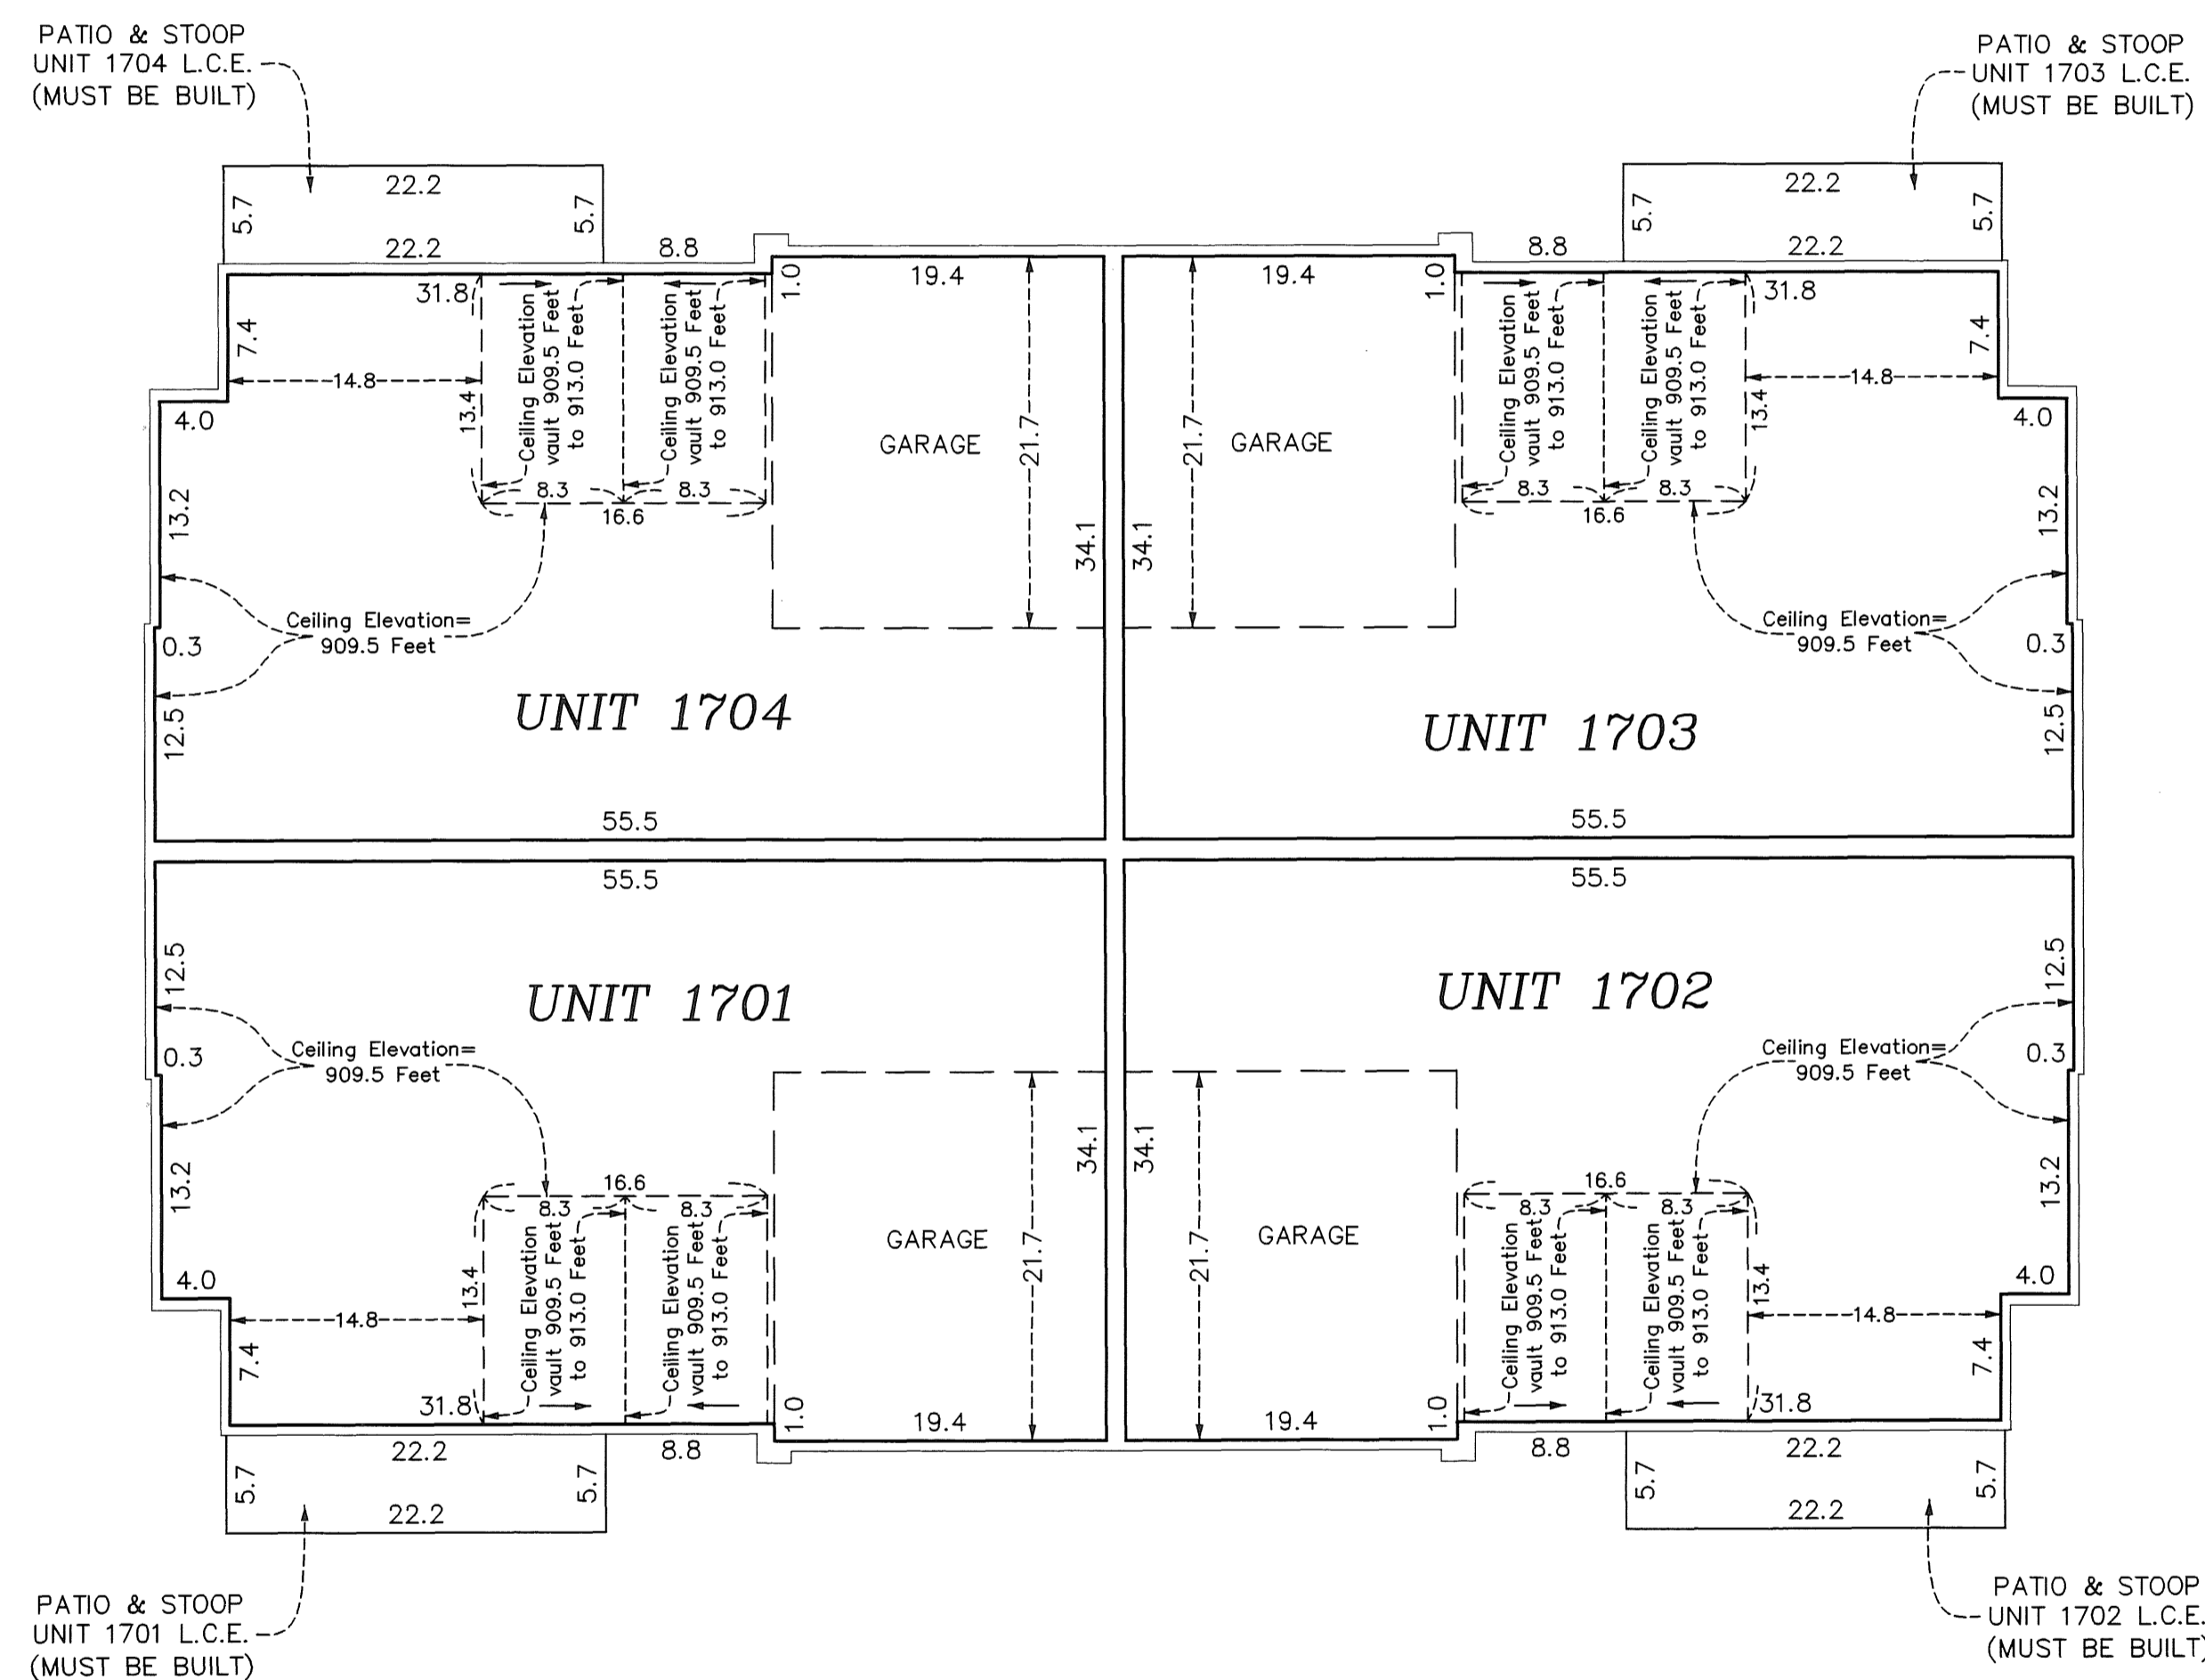 PATIO & STOOP
UNIT 1704 L.C.E.
(MUST BE BUILT)
PATIO & STOOP
UNIT 1703 L.C.E.
(MUST BE BUILT)
22.2
5.7
5.7
22.2
8.8
22.2
5.7
5.7
8.8
22.2
31.8
7.4
14.8
4.0
13.4
Ceiling Elevation
vault 909.5 Feet
to 913.0 Feet
Ceiling Elevation
vault 909.5 Feet
to 913.0 Feet
8.3
8.3
16.6
1.0
19.4
GARAGE
21.7
34.1
13.2
Ceiling Elevation=
909.5 Feet
0.3
12.5
UNIT 1704
55.5
19.4
1.0
21.7
GARAGE
34.1
Ceiling Elevation
vault 909.5 Feet
to 913.0 Feet
Ceiling Elevation
vault 909.5 Feet
to 913.0 Feet
8.3
8.3
16.6
31.8
7.4
14.8
13.4
4.0
13.2
Ceiling Elevation=
909.5 Feet
0.3
12.5
UNIT 1703
55.5
55.5
12.5
UNIT 1701
0.3
Ceiling Elevation=
909.5 Feet
13.2
4.0
14.8
7.4
31.8
13.4
16.6
8.3
8.3
Ceiling Elevation
vault 909.5 Feet
to 913.0 Feet
Ceiling Elevation
vault 909.5 Feet
to 913.0 Feet
34.1
GARAGE
21.7
1.0
19.4
22.2
8.8
5.7
5.7
22.2
55.5
12.5
UNIT 1702
Ceiling Elevation=
909.5 Feet
0.3
34.1
21.7
GARAGE
19.4
1.0
16.6
8.3
8.3
Ceiling Elevation
vault 909.5 Feet
to 913.0 Feet
Ceiling Elevation
vault 909.5 Feet
to 913.0 Feet
13.4
13.2
4.0
14.8
7.4
31.8
8.8
22.2
5.7
5.7
22.2
PATIO & STOOP
UNIT 1701 L.C.E.
(MUST BE BUILT)
PATIO & STOOP
UNIT 1702 L.C.E.
(MUST BE BUILT)